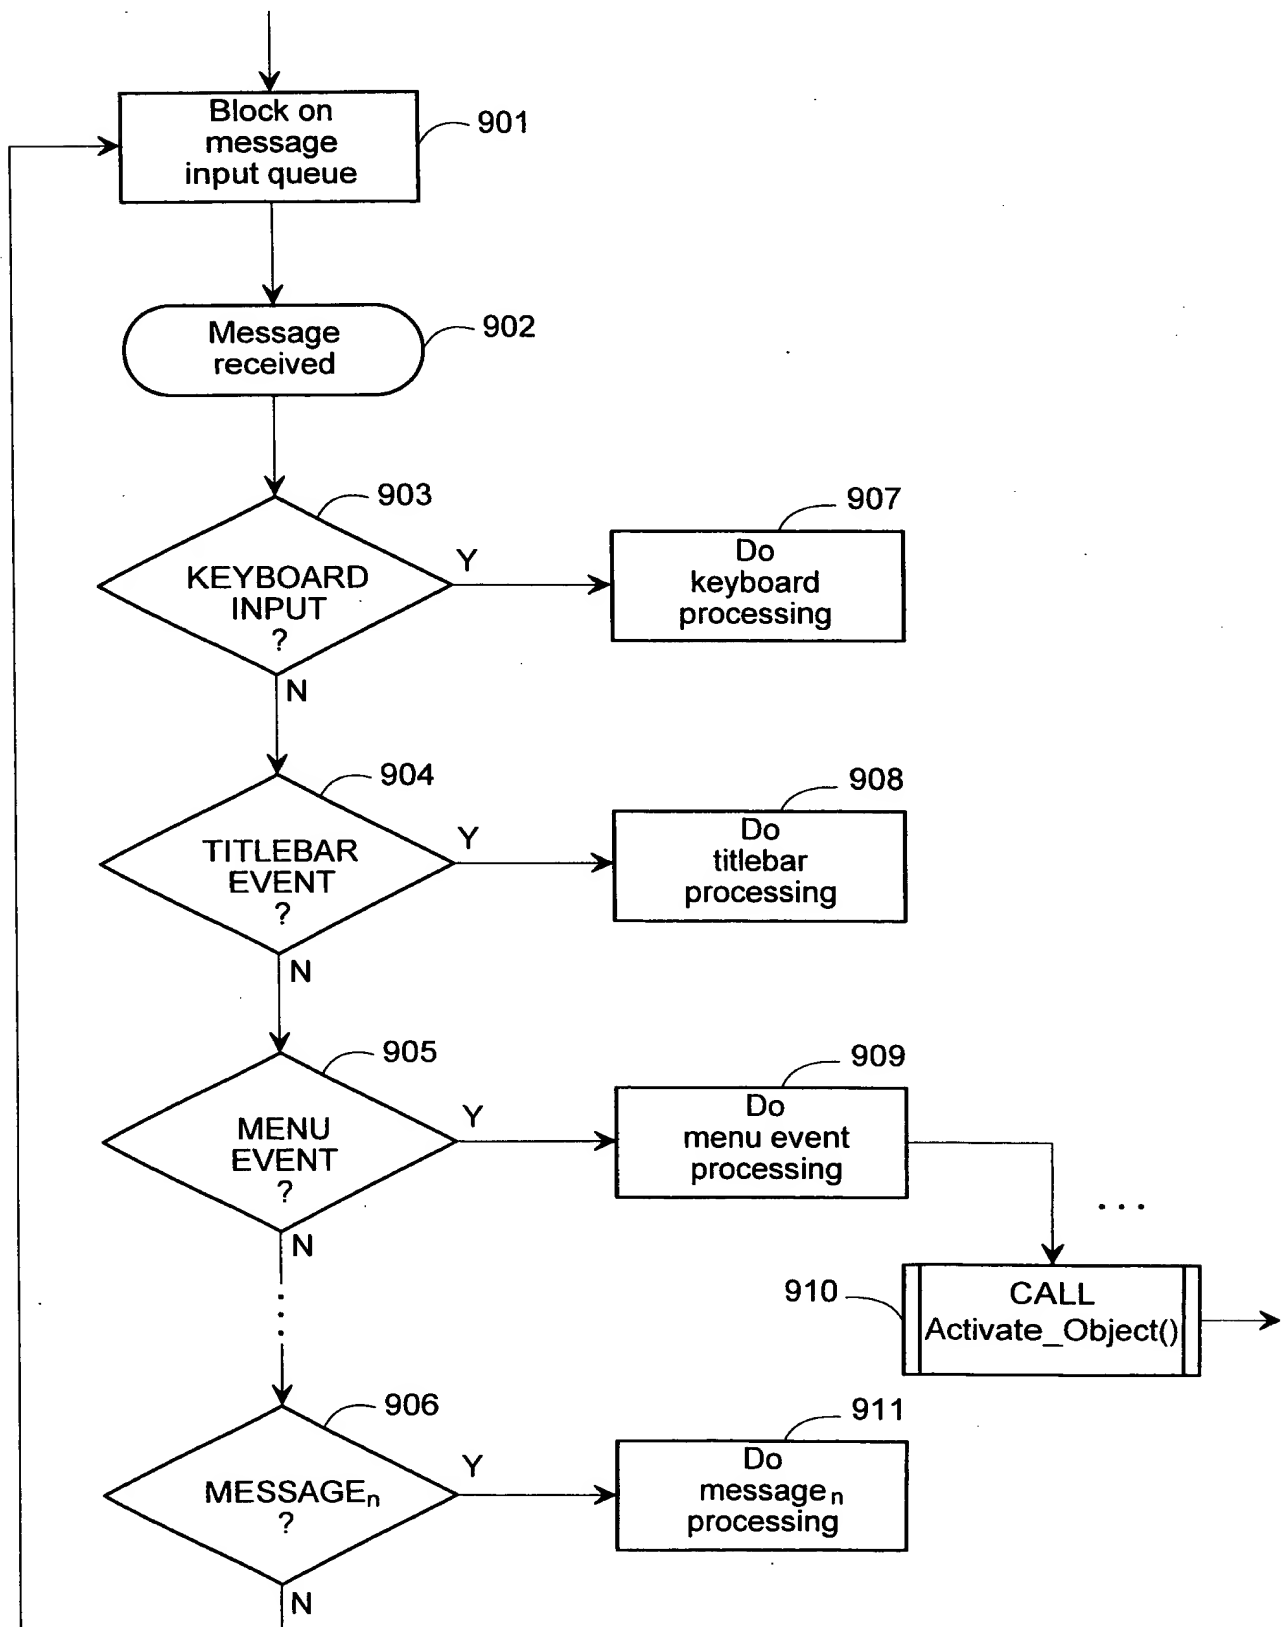 Block on
message
input queue
901
Message
received
902
903
KEYBOARD
INPUT
?
Y
N
907
Do
keyboard
processing
904
TITLEBAR
EVENT
?
Y
N
908
Do
titlebar
processing
905
MENU
EVENT
?
Y
N
909
Do
menu event
processing
...
910
CALL
Activate_Object()
906
MESSAGEn
?
Y
N
911
Do
messagen
processing